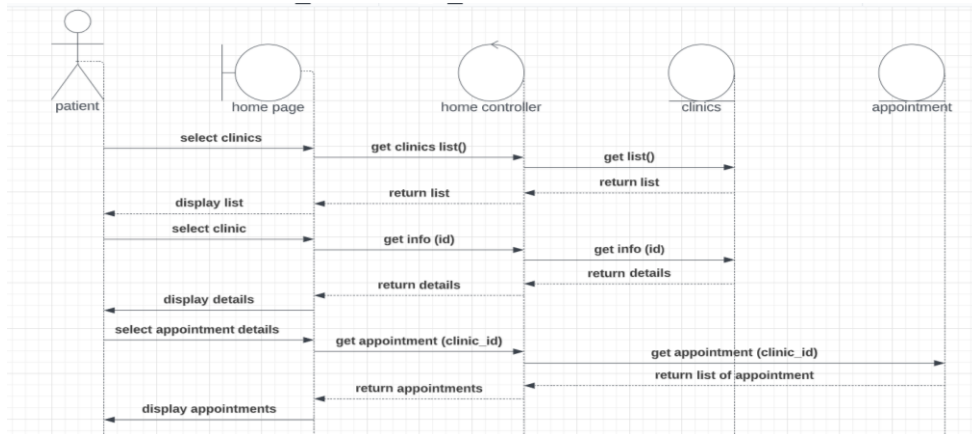 patient
home page
home controller
clinics
appointment
select clinics
get clinics list()
get list()
return list
return list
display list
select clinic
get info (id)
get info (id)
return details
return details
display details
select appointment details
get appointment (clinic_id)
get appointment (clinic_id)
return list of appointment
return appointments
display appointments